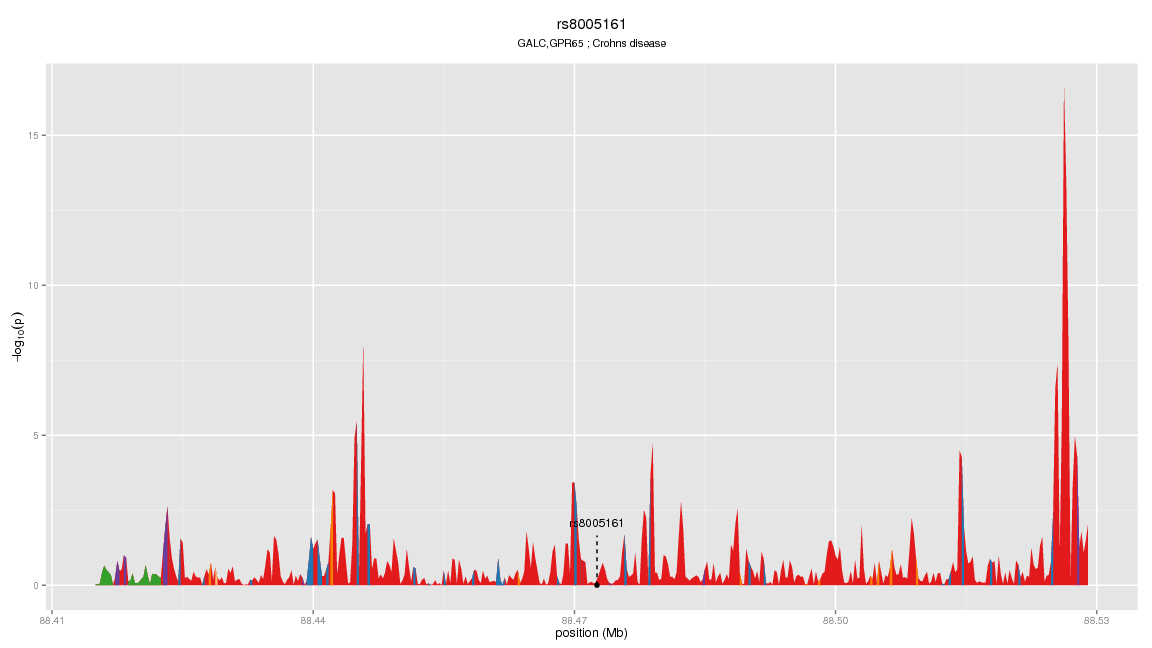 rs8005161
GALC,GPR65 ; Crohns disease
−log10(p)
15
10
5
0
rs8005161
88.41
88.44
88.47
88.50
88.53
position (Mb)